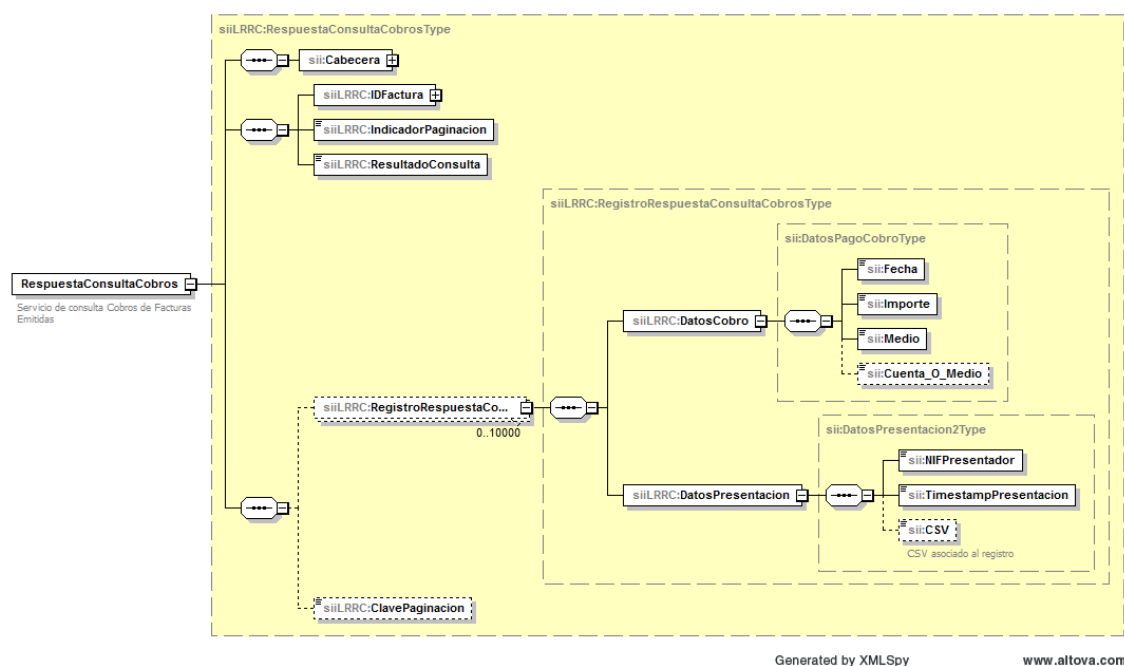 siiLRRC:RespuestaConsultaCobrosType
sii:Cabecera
siiLRRC:IDFactura
siiLRRC:IndicadorPaginacion
siiLRRC:ResultadoConsulta
siiLRRC:RegistroRespuestaConsultaCobrosType
sii:DatosPagoCobroType
sii:Fecha
RespuestaConsultaCobros
Servicio de consulta Cobros de Facturas
Emitidas
sii:Importe
siiLRRC:DatosCobro
sii:Medio
sii:Cuenta_O_Medio
siiLRRC:RegistroRespuestaCo...
0..10000
sii:DatosPresentacion2Type
sii:NIFPresentador
siiLRRC:DatosPresentacion
sii:TimestampPresentacion
sii:CSV
CSV asociado al registro
siiLRRC:ClavePaginacion
Generated by XMLSpy
www.altova.com